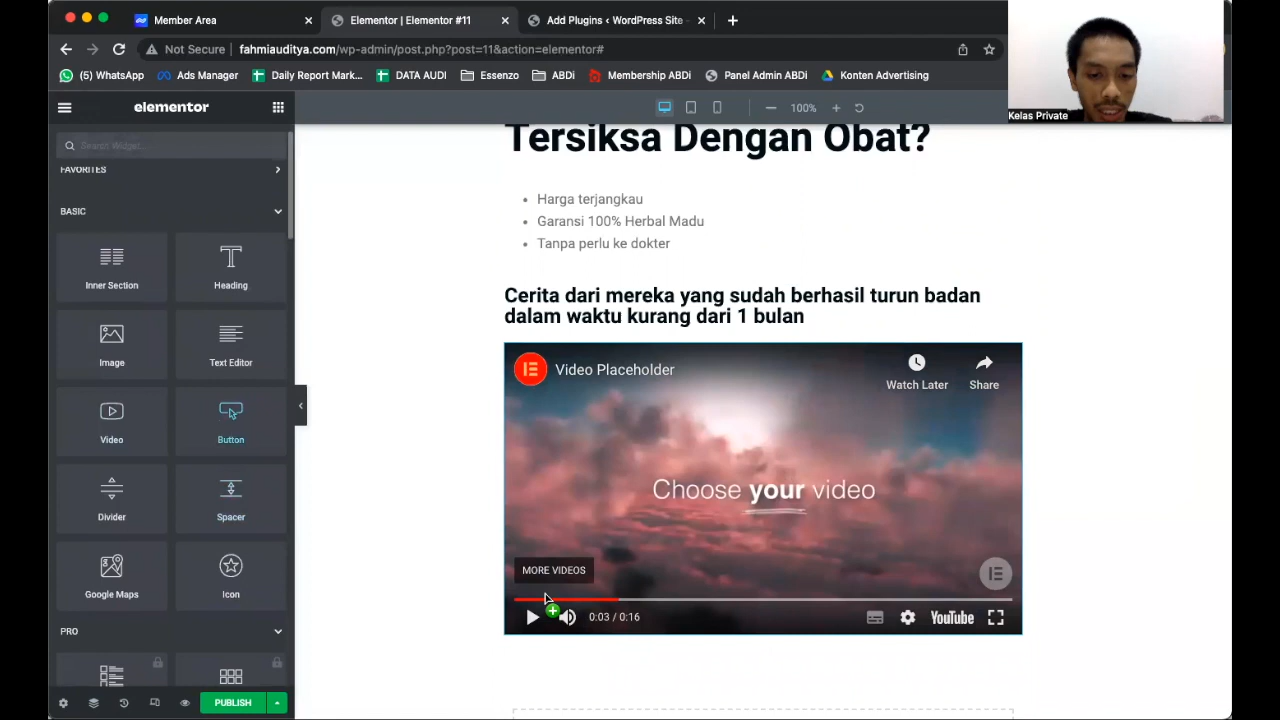 Member Area
Elementor | Elementor #11
Add Plugins ‹ WordPress Site
Not Secure
fahmiauditya.com/wp-admin/post.php?post=11&action=elementor#
(5) WhatsApp
Ads Manager
Daily Report Mark...
DATA AUDI
Essenzo
ABDi
Membership ABDi
Panel Admin ABDi
Konten Advertising
Kelas Private
elementor
100%
Search Widget...
FAVORITES
BASIC
Inner Section
Heading
Image
Text Editor
Video
Button
Divider
Spacer
Google Maps
Icon
PRO
PUBLISH
Tersiksa Dengan Obat?
• Harga terjangkau
• Garansi 100% Herbal Madu
• Tanpa perlu ke dokter
Cerita dari mereka yang sudah berhasil turun badan
dalam waktu kurang dari 1 bulan
Video Placeholder
Watch Later
Share
Choose your video
MORE VIDEOS
0:03 / 0:16
YouTube